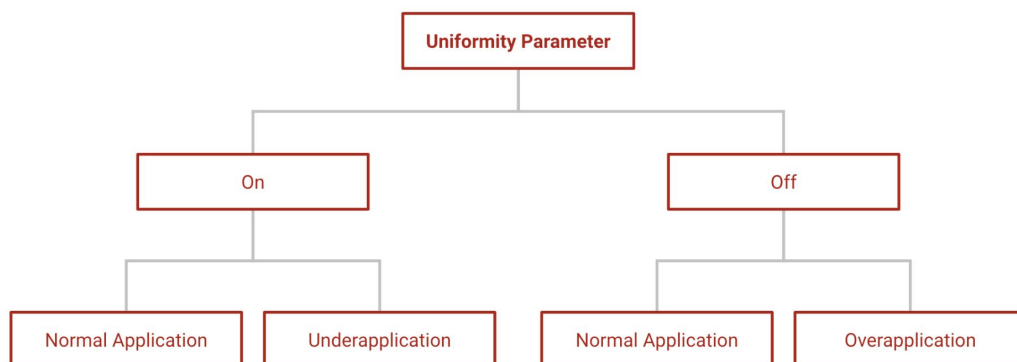 Uniformity Parameter
On
Off
Normal Application
Underapplication
Normal Application
Overapplication